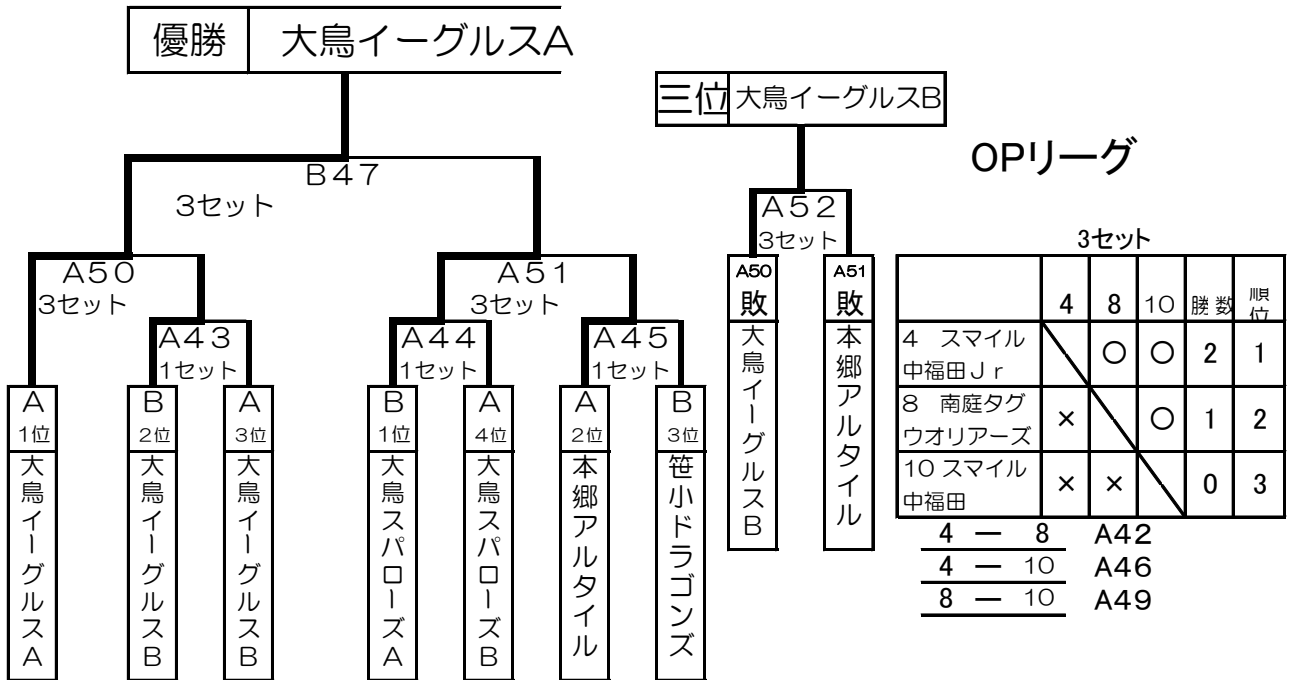 優勝 大鳥イーグルスA
三位 大鳥イーグルスB
OPリーグ
B47
3セット
A52
3セット
A50
3セット
A51
3セット
A43
1セット
A44
1セット
A45
1セット
A
1位
大鳥イーグルスA
B
2位
大鳥イーグルスB
A
3位
大鳥イーグルスB
B
1位
大鳥スパローズA
A
4位
大鳥スパローズB
A
2位
本郷アルタイル
B
3位
笹小ドラゴンズ
A50
敗
大鳥イーグルスB
A51
敗
本郷アルタイル
3セット
4 8 10 勝数 順位
4 スマイル
中福田Jr
○ ○ 2 1
8 南庭タグ
ウオリアーズ
× ○ 1 2
10 スマイル
中福田
× × 0 3
4 ー 8 A42
4 ー 10 A46
8 ー 10 A49